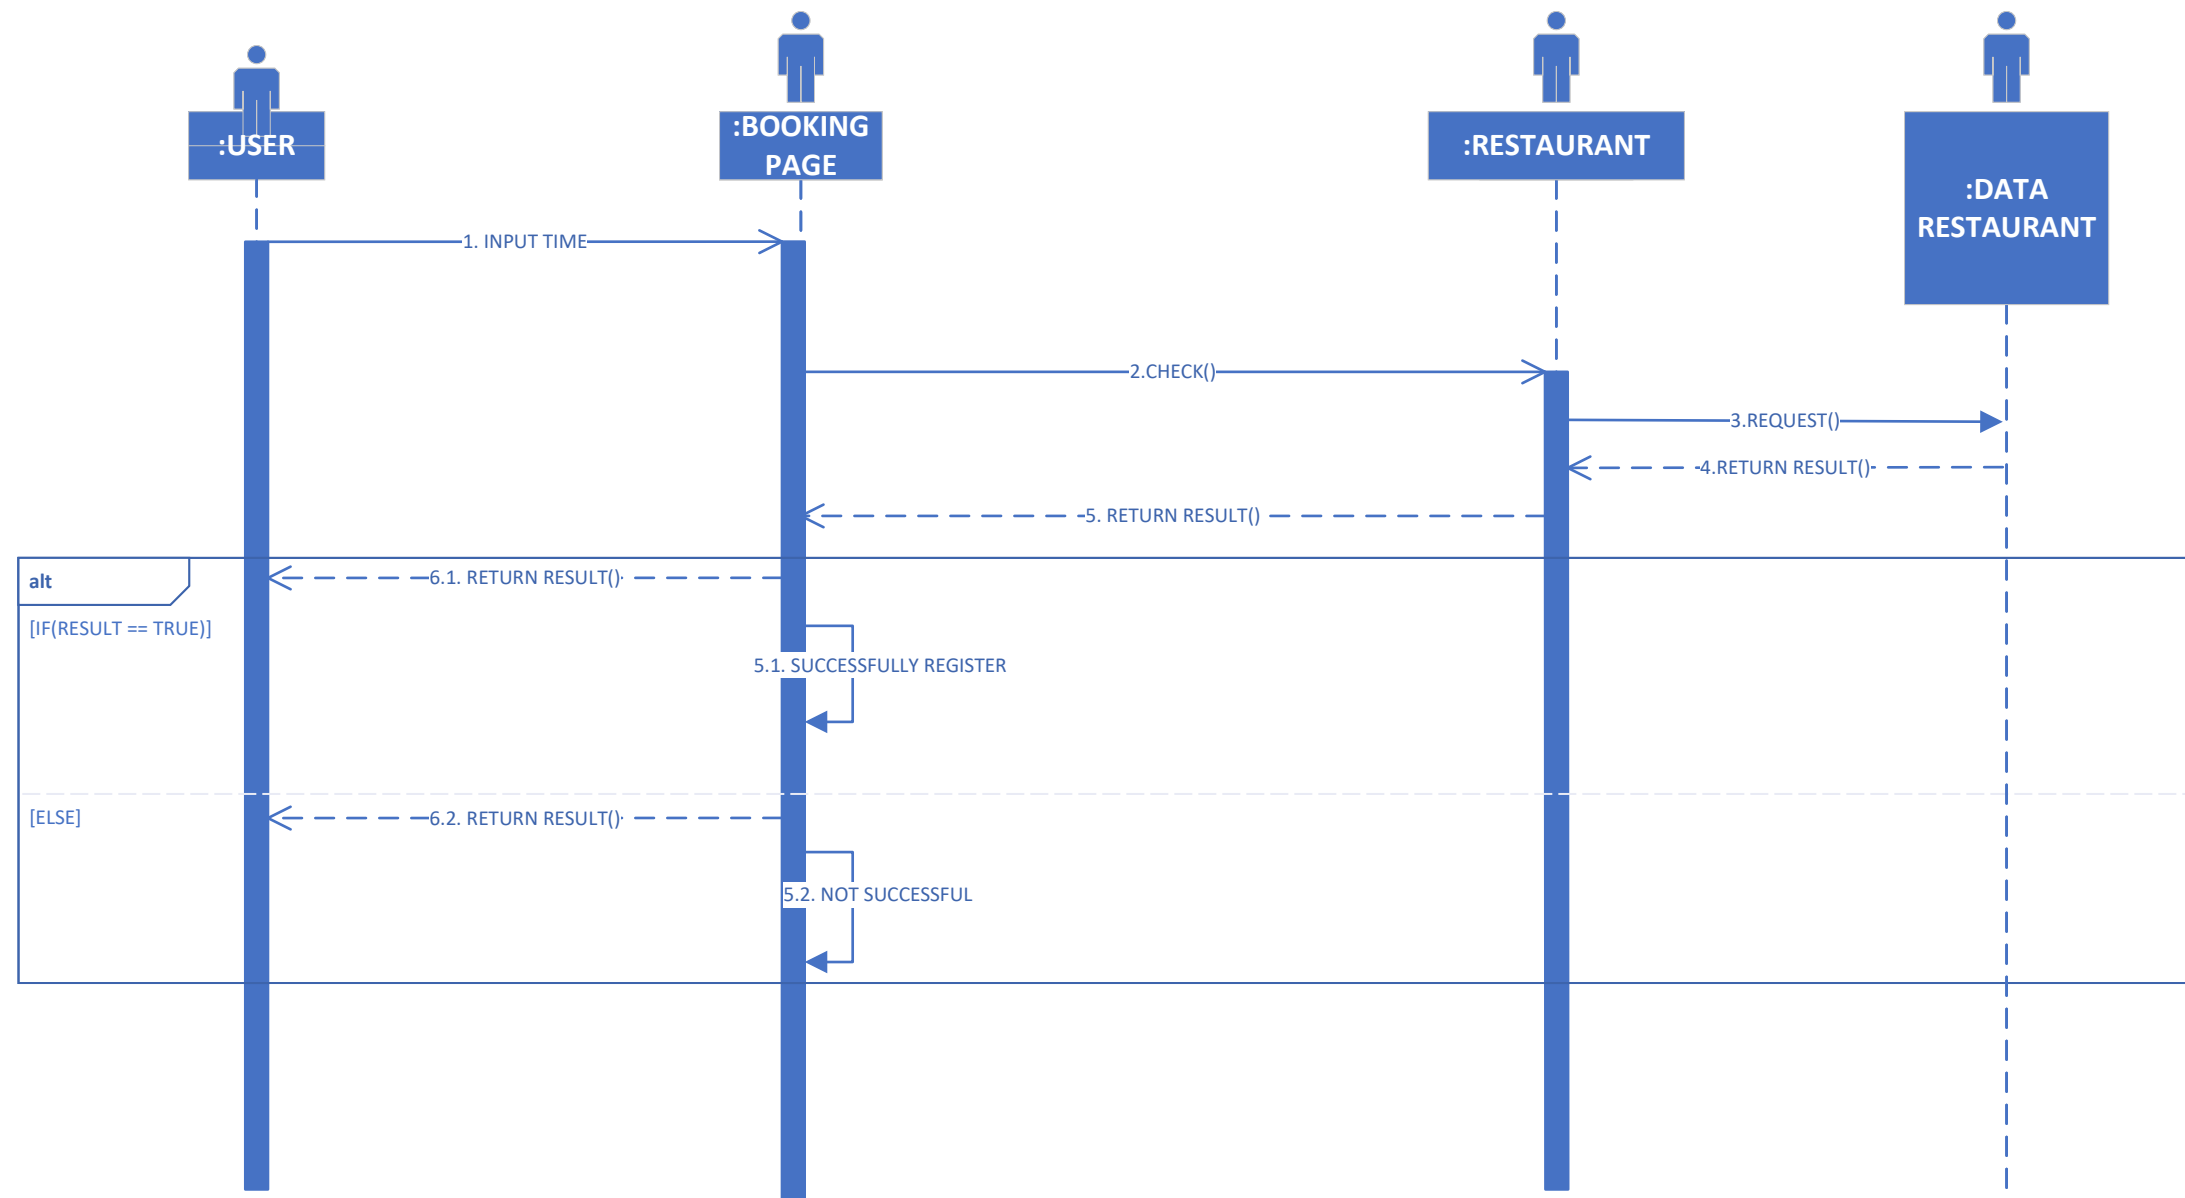 :USER
:BOOKING
PAGE
:RESTAURANT
:DATA
RESTAURANT
1. INPUT TIME
2.CHECK()
3.REQUEST()
4.RETURN RESULT()
5. RETURN RESULT()
alt
6.1. RETURN RESULT()
[IF(RESULT == TRUE)]
5.1. SUCCESSFULLY REGISTER
[ELSE]
6.2. RETURN RESULT()
5.2. NOT SUCCESSFUL